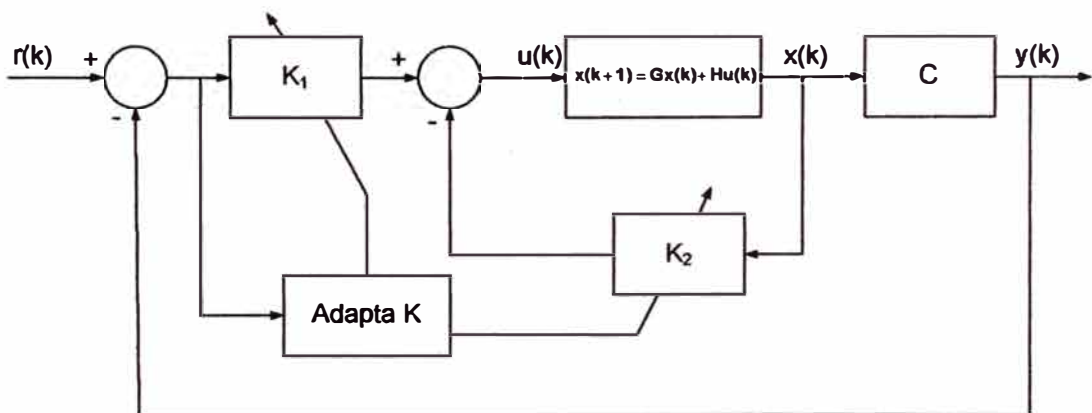 r(k)
+
-
K₁
+
-
u(k)
x(k+1) = Gx(k)+ Hu(k)
x(k)
C
y(k)
K₂
Adapta K